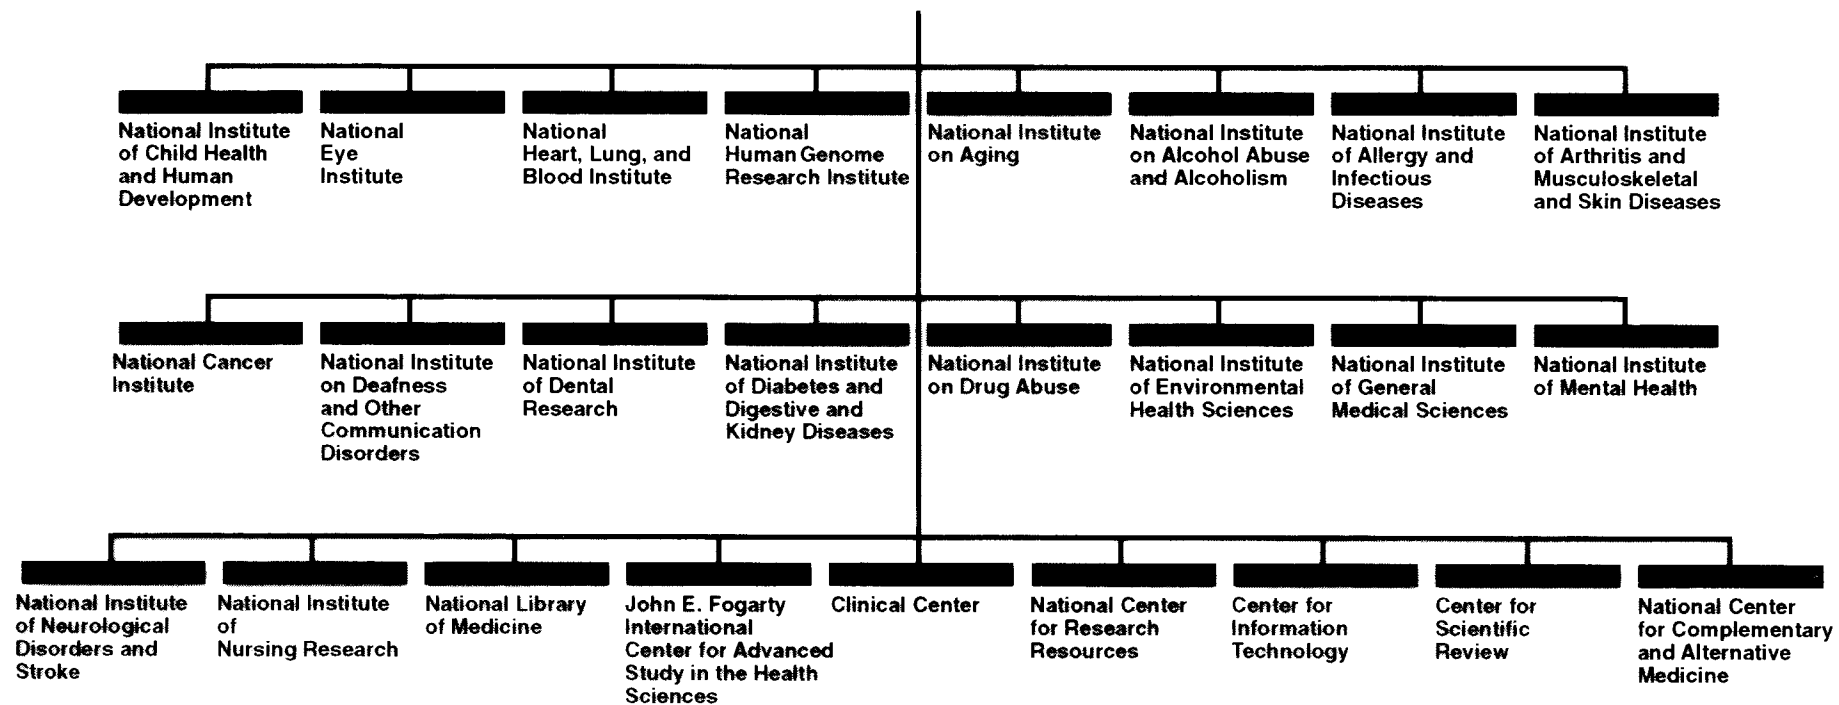 National Institute
of Child Health
and Human
Development
National
Eye
Institute
National
Heart, Lung, and
Blood Institute
National
Human Genome
Research Institute
National Institute
on Aging
National Institute
on Alcohol Abuse
and Alcoholism
National Institute
of Allergy and
Infectious
Diseases
National Institute
of Arthritis and
Musculoskeletal
and Skin Diseases
National Cancer
Institute
National Institute
on Deafness
and Other
Communication
Disorders
National Institute
of Dental
Research
National Institute
of Diabetes and
Digestive and
Kidney Diseases
National Institute
on Drug Abuse
National Institute
of Environmental
Health Sciences
National Institute
of General
Medical Sciences
National Institute
of Mental Health
National Institute
of Neurological
Disorders and
Stroke
National Institute
of
Nursing Research
National Library
of Medicine
John E. Fogarty
International
Center for Advanced
Study in the Health
Sciences
Clinical Center
National Center
for Research
Resources
Center for
Information
Technology
Center for
Scientific
Review
National Center
for Complementary
and Alternative
Medicine